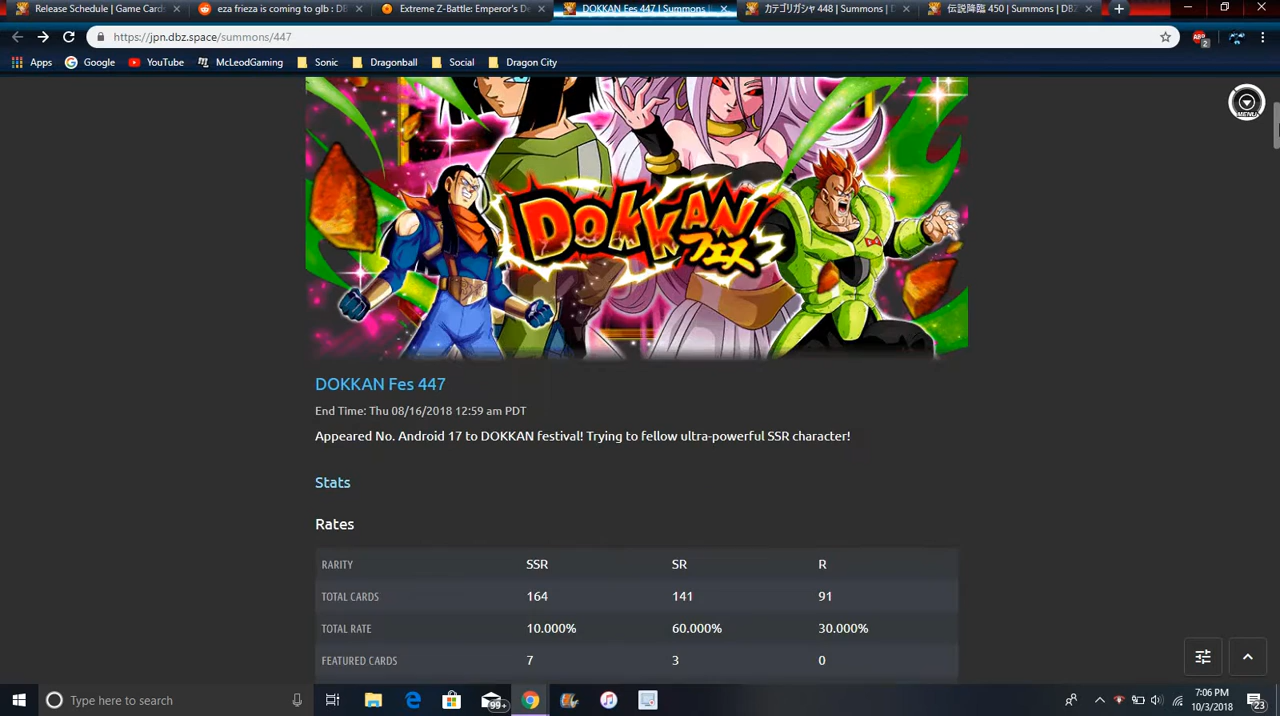 Release Schedule | Game Cards
eza frieza is coming to glb : DB
Extreme Z-Battle: Emperor's De
DOKKAN Fes 447 | Summons |
カテゴリガシャ 448 | Summons | D
伝説降臨 450 | Summons | DBZ
https://jpn.dbz.space/summons/447
ABP
2
Apps
Google
YouTube
McLeodGaming
Sonic
Dragonball
Social
Dragon City
MENU
DOKKAN
フェス
DOKKAN Fes 447
End Time: Thu 08/16/2018 12:59 am PDT
Appeared No. Android 17 to DOKKAN festival! Trying to fellow ultra-powerful SSR character!
Stats
Rates
RARITY SSR SR R
TOTAL CARDS 164 141 91
TOTAL RATE 10.000% 60.000% 30.000%
FEATURED CARDS 7 3 0
Type here to search
99+
7:06 PM
10/3/2018
23